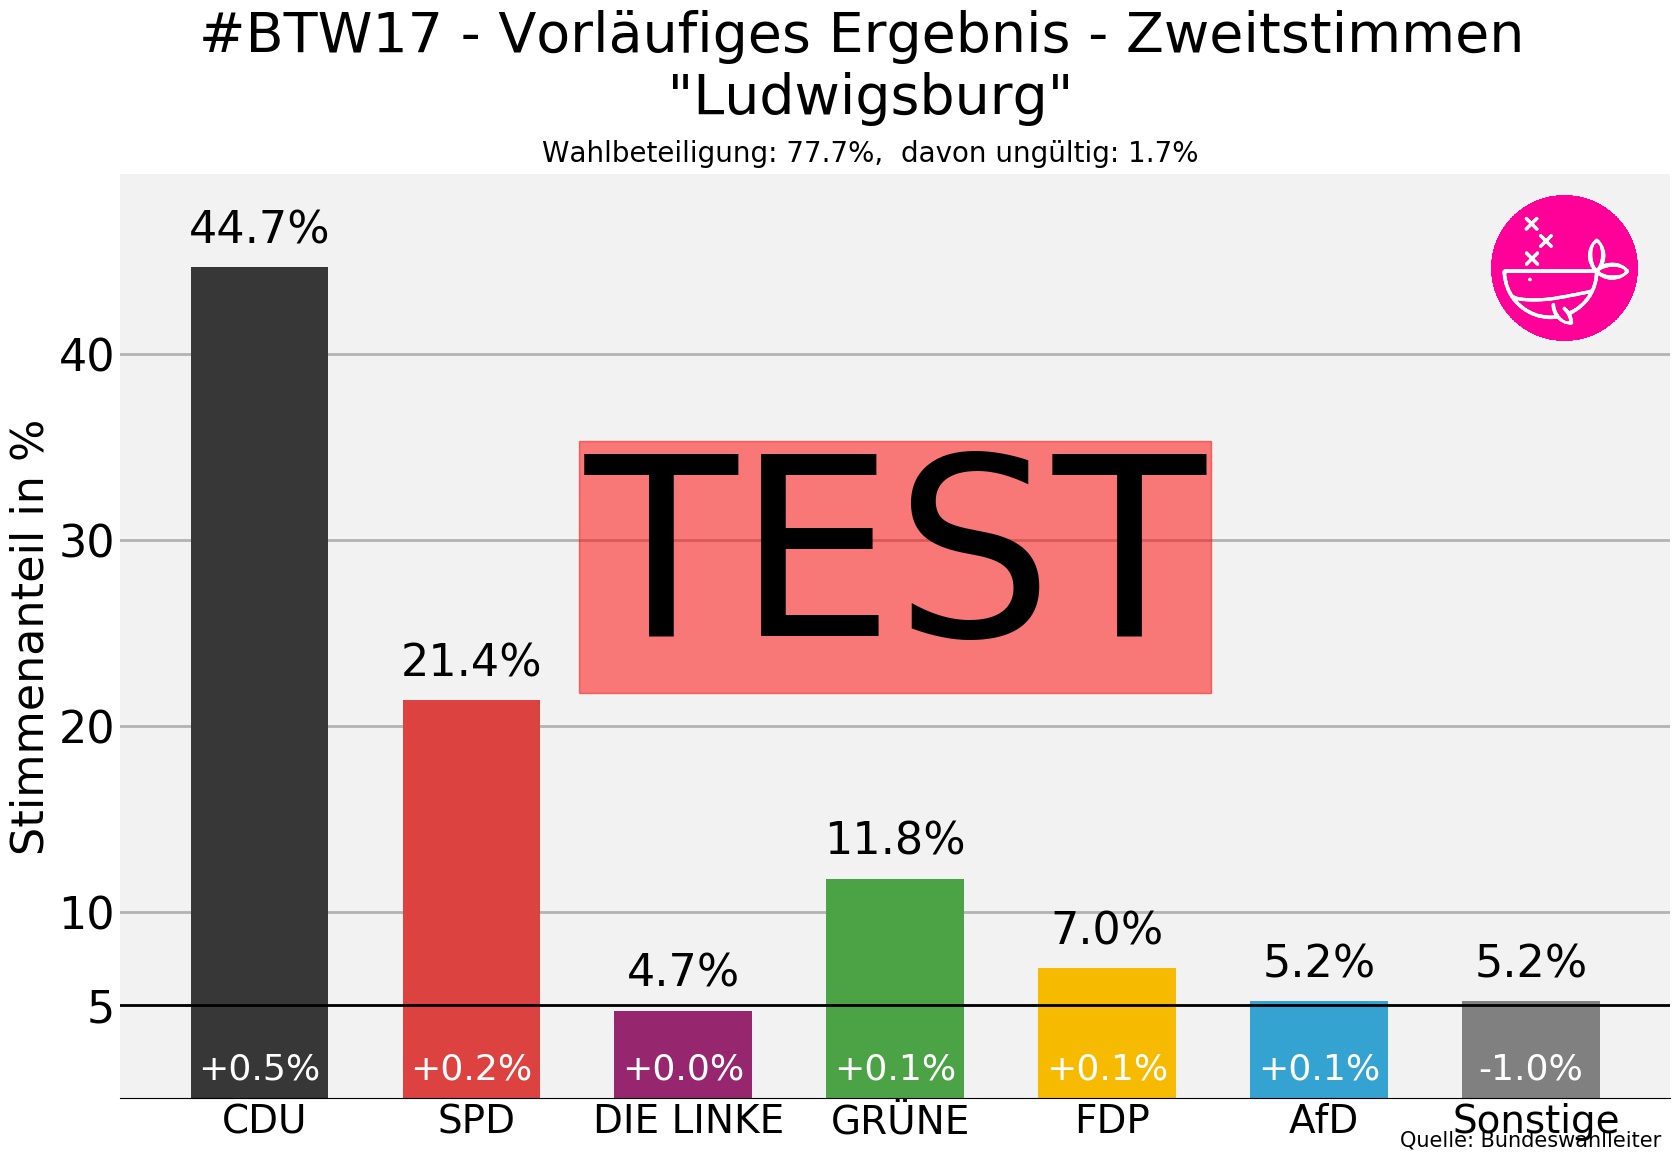 #BTW17 - Vorläufiges Ergebnis - Zweitstimmen
"Ludwigsburg"
Wahlbeteiligung: 77.7%,  davon ungültig: 1.7%
Stimmenanteil in %
40
30
20
10
5
44.7%
21.4%
4.7%
11.8%
7.0%
5.2%
5.2%
TEST
+0.5%
+0.2%
+0.0%
+0.1%
+0.1%
+0.1%
-1.0%
CDU
SPD
DIE LINKE
GRÜNE
FDP
AfD
Sonstige
Quelle: Bundeswahlleiter